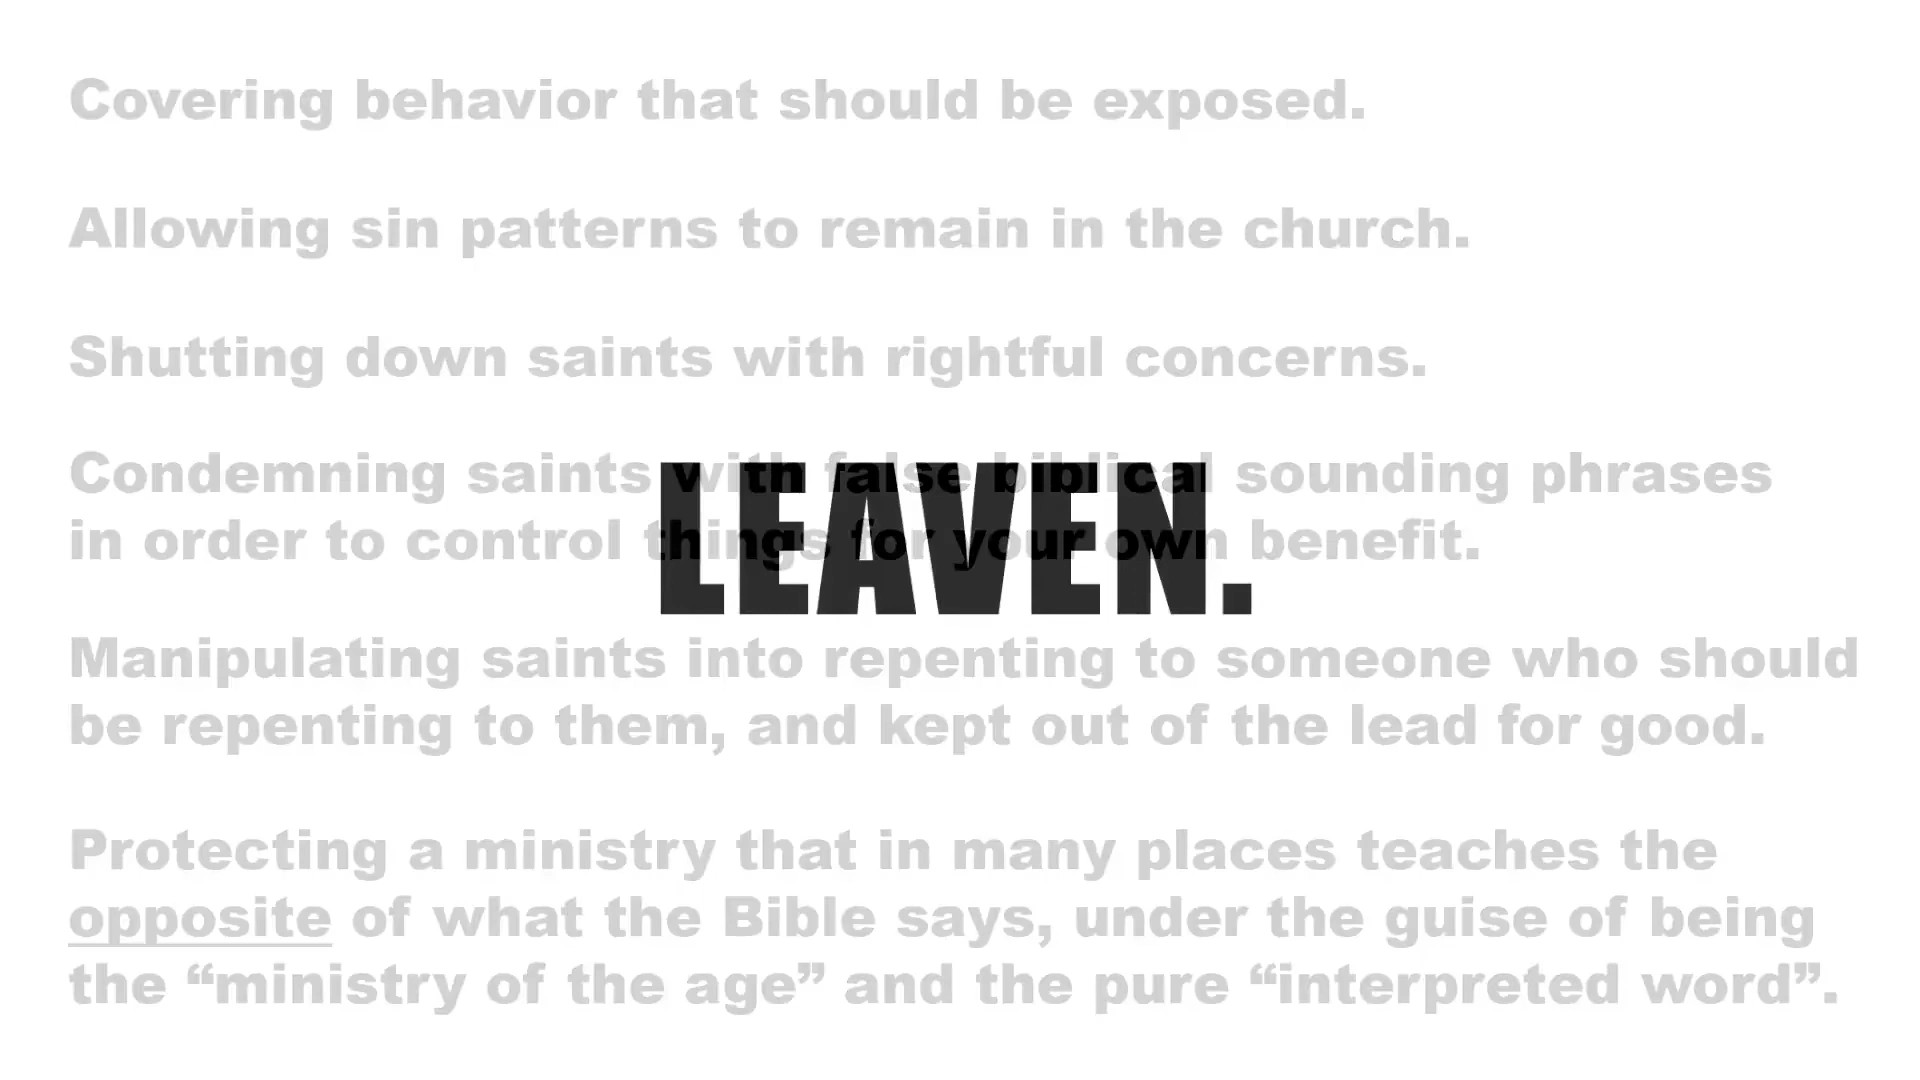 Covering behavior that should be exposed.
Allowing sin patterns to remain in the church.
Shutting down saints with rightful concerns.
Condemning saints with false biblical sounding phrases
in order to control things for your own benefit.
LEAVEN.
Manipulating saints into repenting to someone who should
be repenting to them, and kept out of the lead for good.
Protecting a ministry that in many places teaches the
opposite of what the Bible says, under the guise of being
the “ministry of the age” and the pure “interpreted word”.